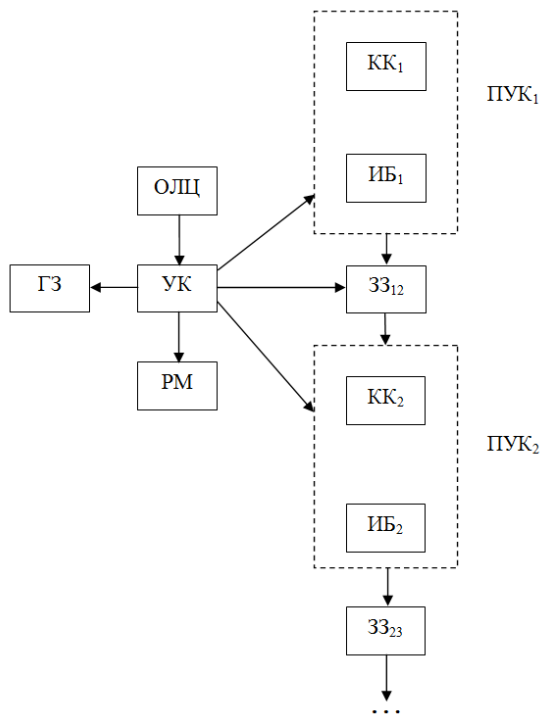 КК₁
ПУК₁
ИБ₁
ОЛЦ
ГЗ
УК
ЗЗ₁₂
РМ
КК₂
ПУК₂
ИБ₂
ЗЗ₂₃
...